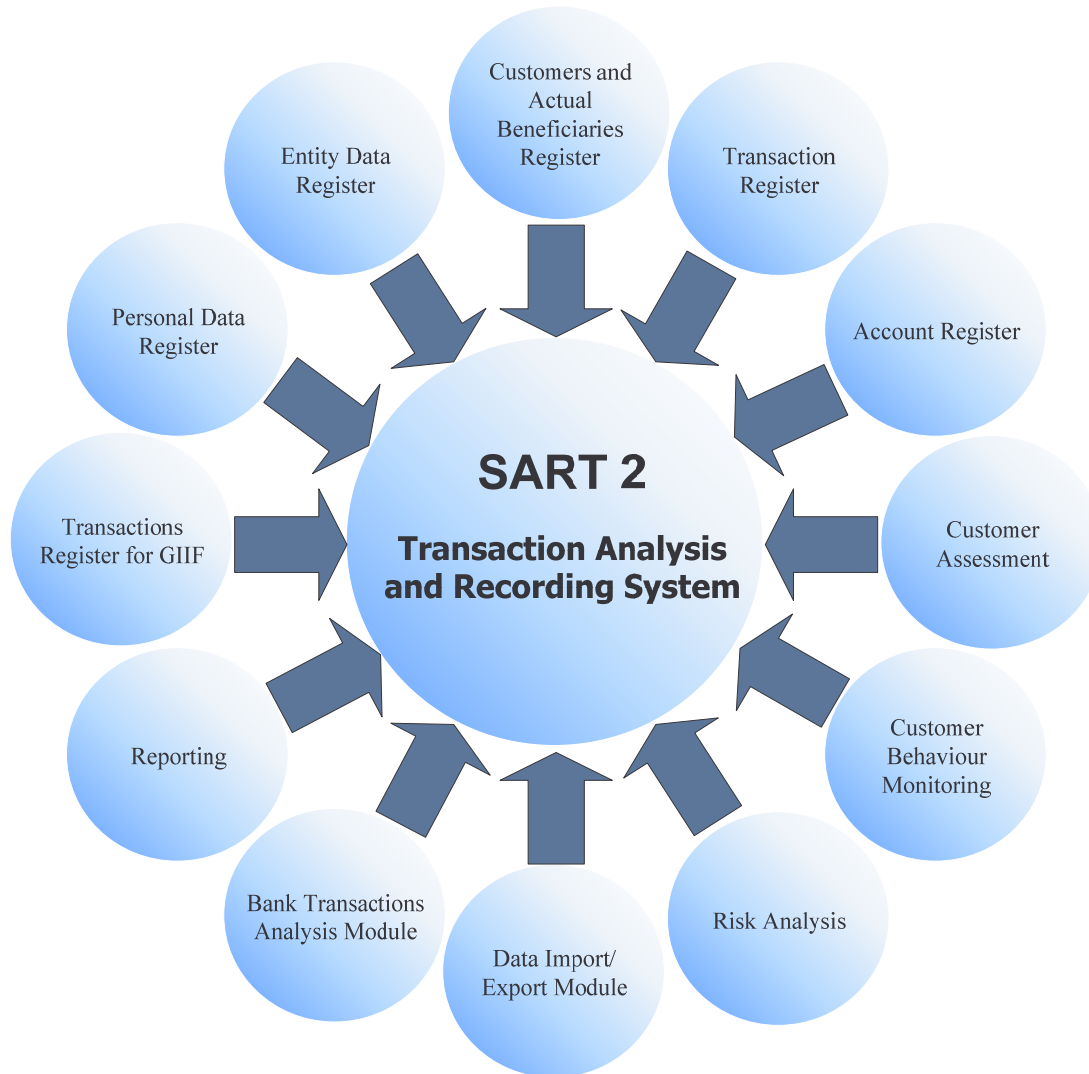 Customers and
Actual
Beneficiaries
Register
Transaction
Register
Account Register
Customer
Assessment
Customer
Behaviour
Monitoring
Risk Analysis
Data Import/
Export Module
Bank Transactions
Analysis Module
Reporting
Transactions
Register for GIIF
Personal Data
Register
Entity Data
Register
SART 2
Transaction Analysis
and Recording System